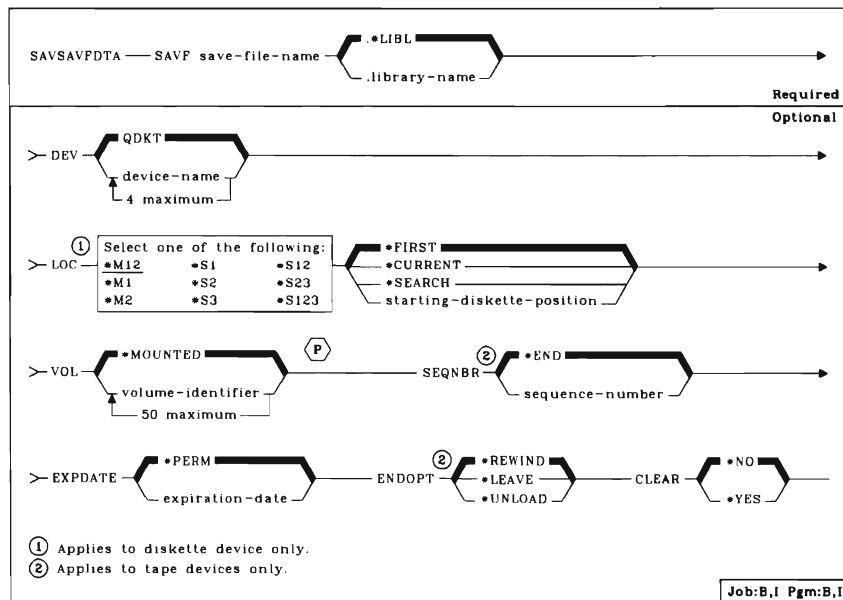 .*LIBL
SAVSAVFDTA SAVF save-file-name
.library-name
Required
Optional
QDKT
DEV
device-name
4 maximum
① Select one of the following: *FIRST
*M12 *S1 *S12 *CURRENT
LOC
*M1 *S2 *S23 *SEARCH
*M2 *S3 *S123 starting-diskette-position
*MOUNTED P ② *END
VOL SEQNBR
volume-identifier sequence-number
50 maximum
*PERM ② *REWIND *NO
EXPDATE ENDOPT *LEAVE CLEAR
expiration-date *UNLOAD *YES
① Applies to diskette device only.
② Applies to tape devices only.
Job:B,I Pgm:B,I